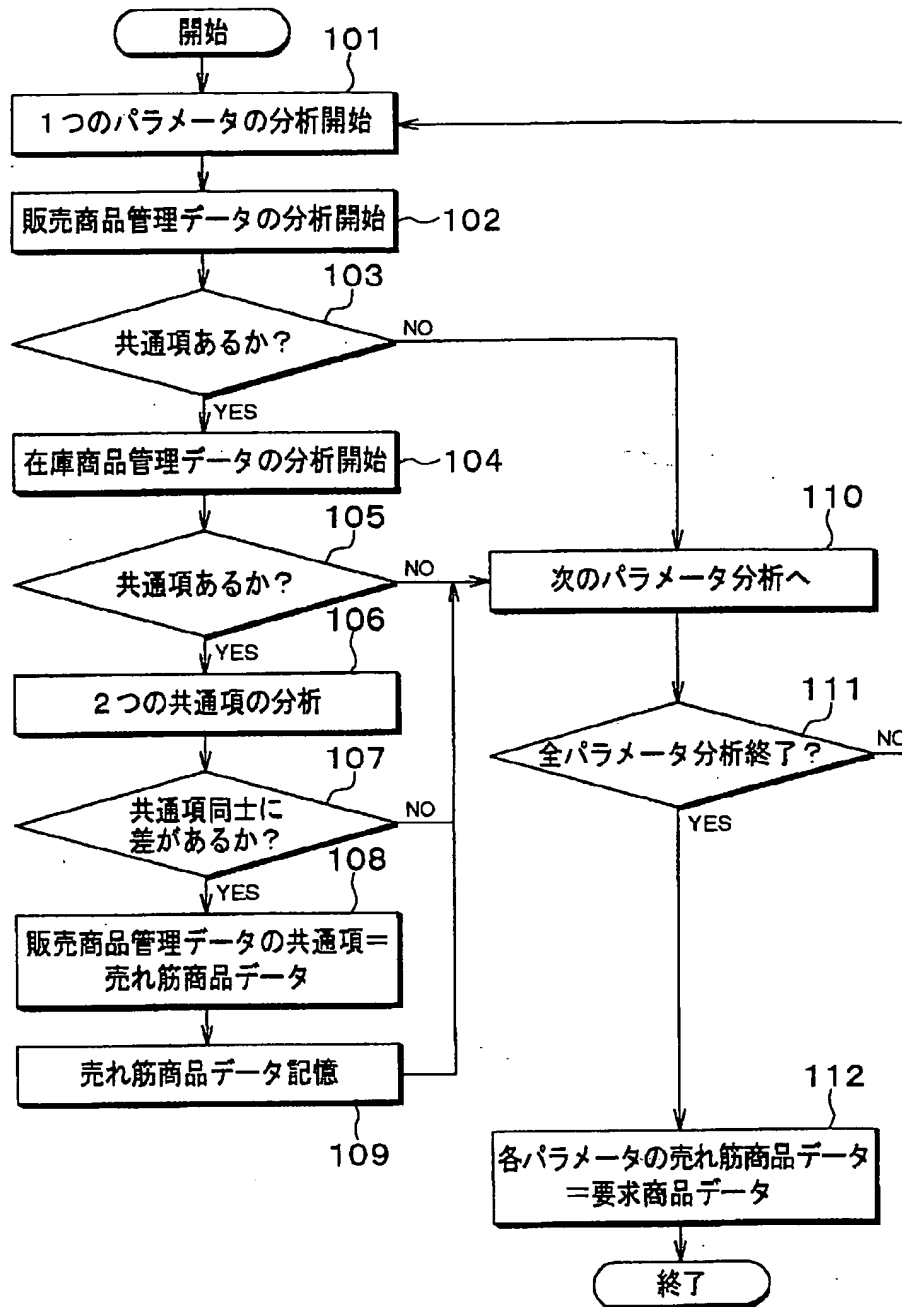 開始
101
1つのパラメータの分析開始
販売商品管理データの分析開始
102
103
共通項あるか?
NO
YES
在庫商品管理データの分析開始
104
105
共通項あるか?
NO
YES
106
2つの共通項の分析
107
共通項同士に
差があるか?
NO
YES
108
販売商品管理データの共通項=
売れ筋商品データ
売れ筋商品データ記憶
109
110
次のパラメータ分析へ
111
全パラメータ分析終了?
NO
YES
112
各パラメータの売れ筋商品データ
=要求商品データ
終了